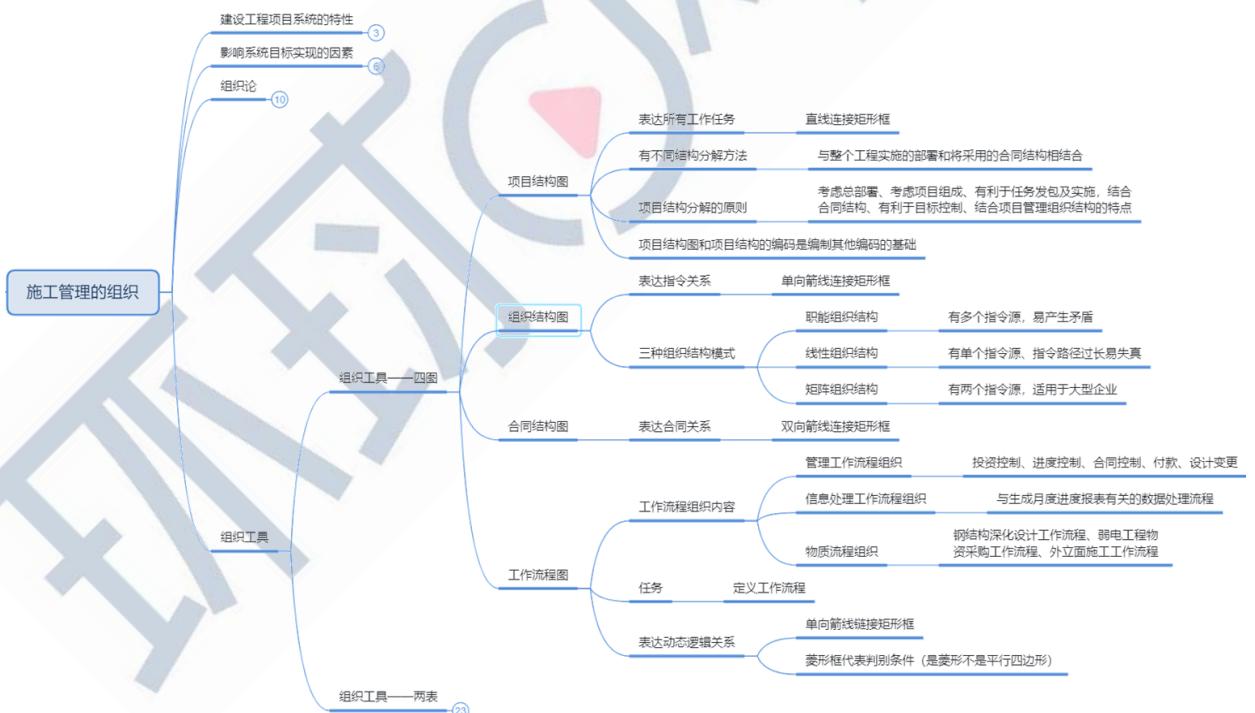 建设工程项目系统的特性
3
影响系统目标实现的因素
6
组织论
10
施工管理的组织
组织工具
组织工具——四图
项目结构图
表达所有工作任务
直线连接矩形框
有不同结构分解方法
与整个工程实施的部署和将采用的合同结构相结合
项目结构分解的原则
考虑总部署、考虑项目组成、有利于任务发包及实施，结合
合同结构、有利于目标控制、结合项目管理组织结构的特点
项目结构图和项目结构的编码是编制其他编码的基础
组织结构图
表达指令关系
单向箭线连接矩形框
三种组织结构模式
职能组织结构
有多个指令源，易产生矛盾
线性组织结构
有单个指令源、指令路径过长易失真
矩阵组织结构
有两个指令源，适用于大型企业
合同结构图
表达合同关系
双向箭线连接矩形框
工作流程图
工作流程组织内容
管理工作流程组织
投资控制、进度控制、合同控制、付款、设计变更
信息处理工作流程组织
与生成月度进度报表有关的数据处理流程
物质流程组织
钢结构深化设计工作流程、弱电工程物
资采购工作流程、外立面施工工作流程
任务
定义工作流程
表达动态逻辑关系
单向箭线链接矩形框
菱形框代表判别条件（是菱形不是平行四边形）
组织工具——两表
23